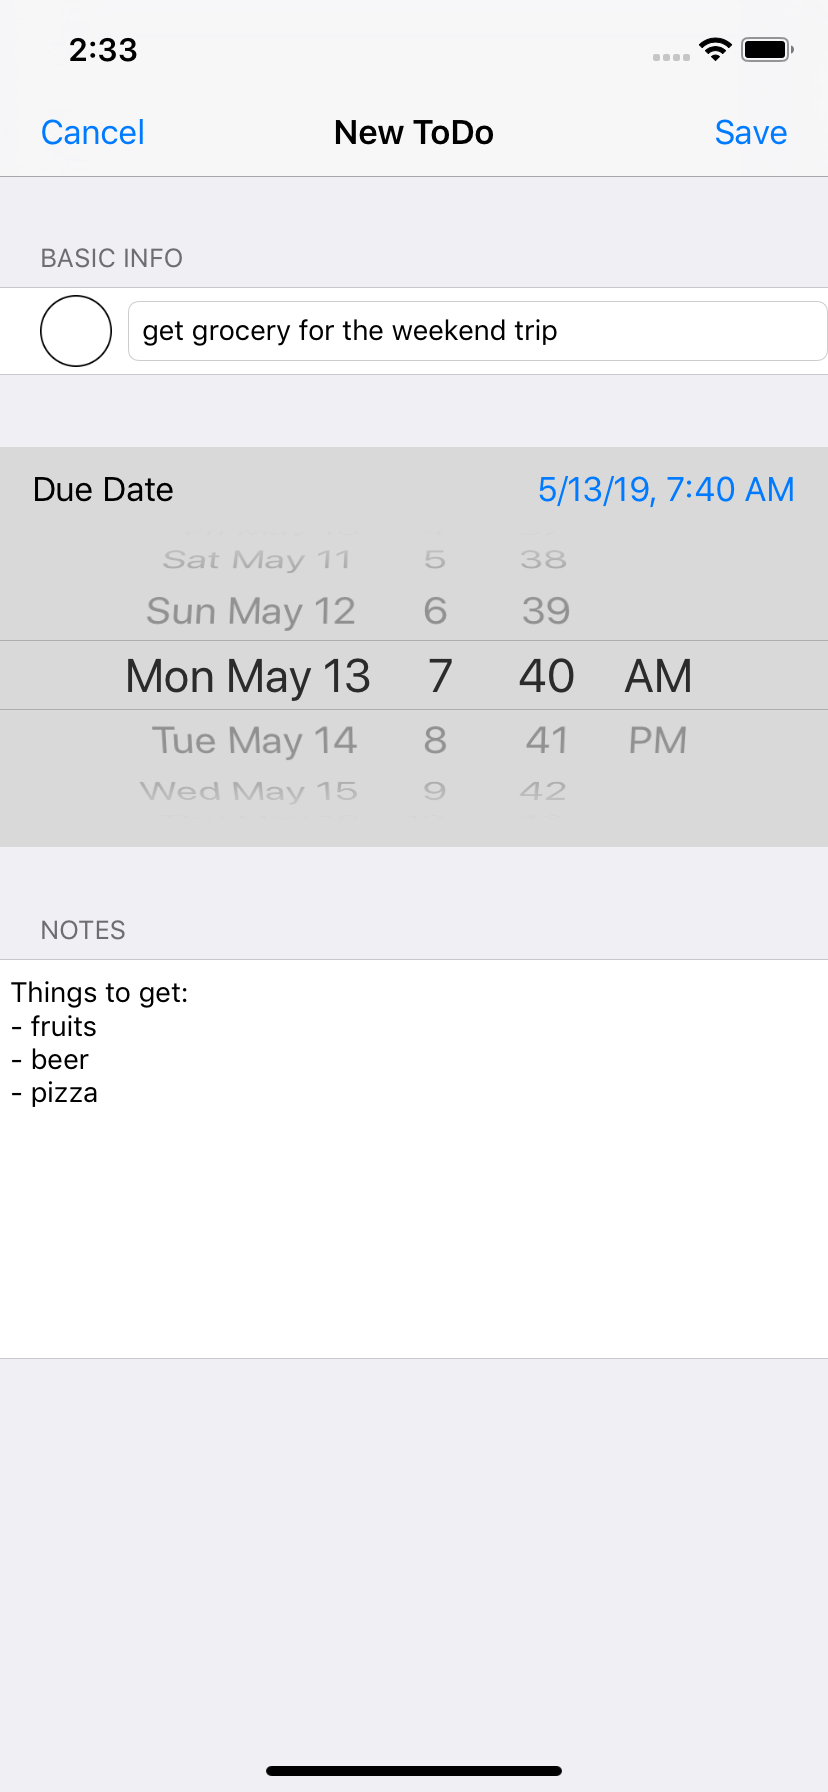 2:33
Cancel New ToDo Save
BASIC INFO
get grocery for the weekend trip
Due Date 5/13/19, 7:40 AM
Sat May 11 5 38
Sun May 12 6 39
Mon May 13 7 40 AM
Tue May 14 8 41 PM
Wed May 15 9 42
NOTES
Things to get:
- fruits
- beer
- pizza